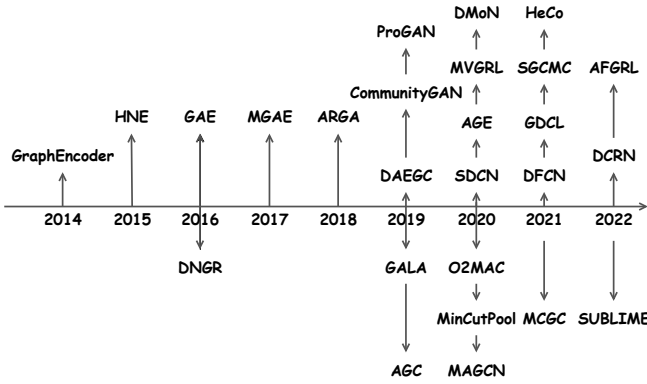 DMoN HeCo
ProGAN
MVGRL SGCMC AFGRL
CommunityGAN
HNE GAE MGAE ARGA AGE GDCL
GraphEncoder DAEGC SDCN DFCN DCRN
2014 2015 2016 2017 2018 2019 2020 2021 2022
DNGR GALA O2MAC
MinCutPool MCGC SUBLIME
AGC MAGCN